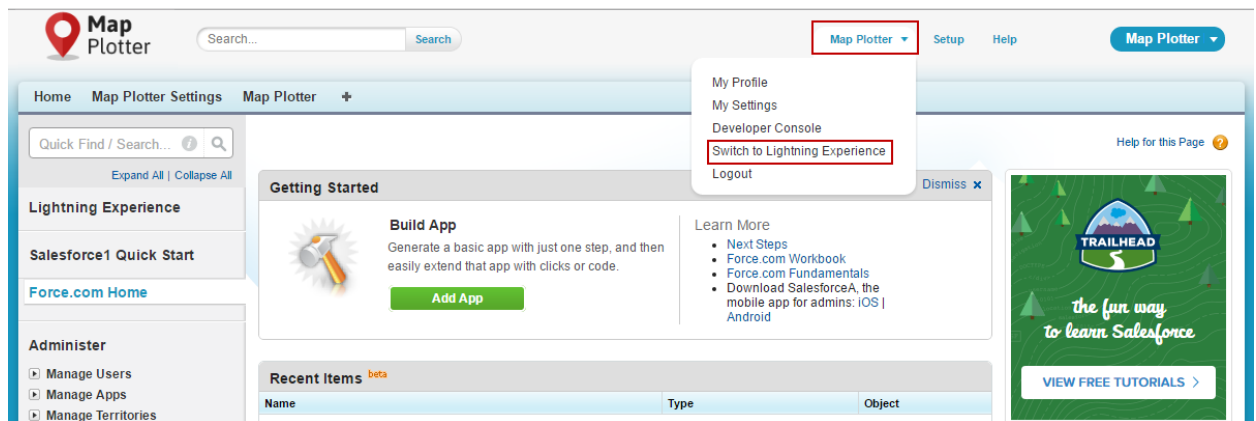 Map
Plotter
Search...
Search
Map Plotter
Setup
Help
Map Plotter
Home
Map Plotter Settings
Map Plotter
+
My Profile
My Settings
Developer Console
Switch to Lightning Experience
Logout
Quick Find / Search...
Expand All | Collapse All
Lightning Experience
Salesforce1 Quick Start
Force.com Home
Administer
Manage Users
Manage Apps
Manage Territories
Help for this Page ?
Getting Started
Dismiss x
Build App
Generate a basic app with just one step, and then
easily extend that app with clicks or code.
Add App
Learn More
• Next Steps
• Force.com Workbook
• Force.com Fundamentals
• Download SalesforceA, the
mobile app for admins: iOS |
Android
Recent Items beta
Name Type Object
TRAILHEAD
the fun way
to learn Salesforce
VIEW FREE TUTORIALS >